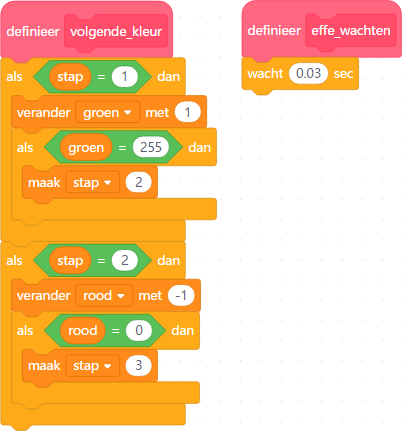 definieer volgende_kleur
als stap = 1 dan
verander groen met 1
als groen = 255 dan
maak stap 2
als stap = 2 dan
verander rood met -1
als rood = 0 dan
maak stap 3
definieer effe_wachten
wacht 0.03 sec